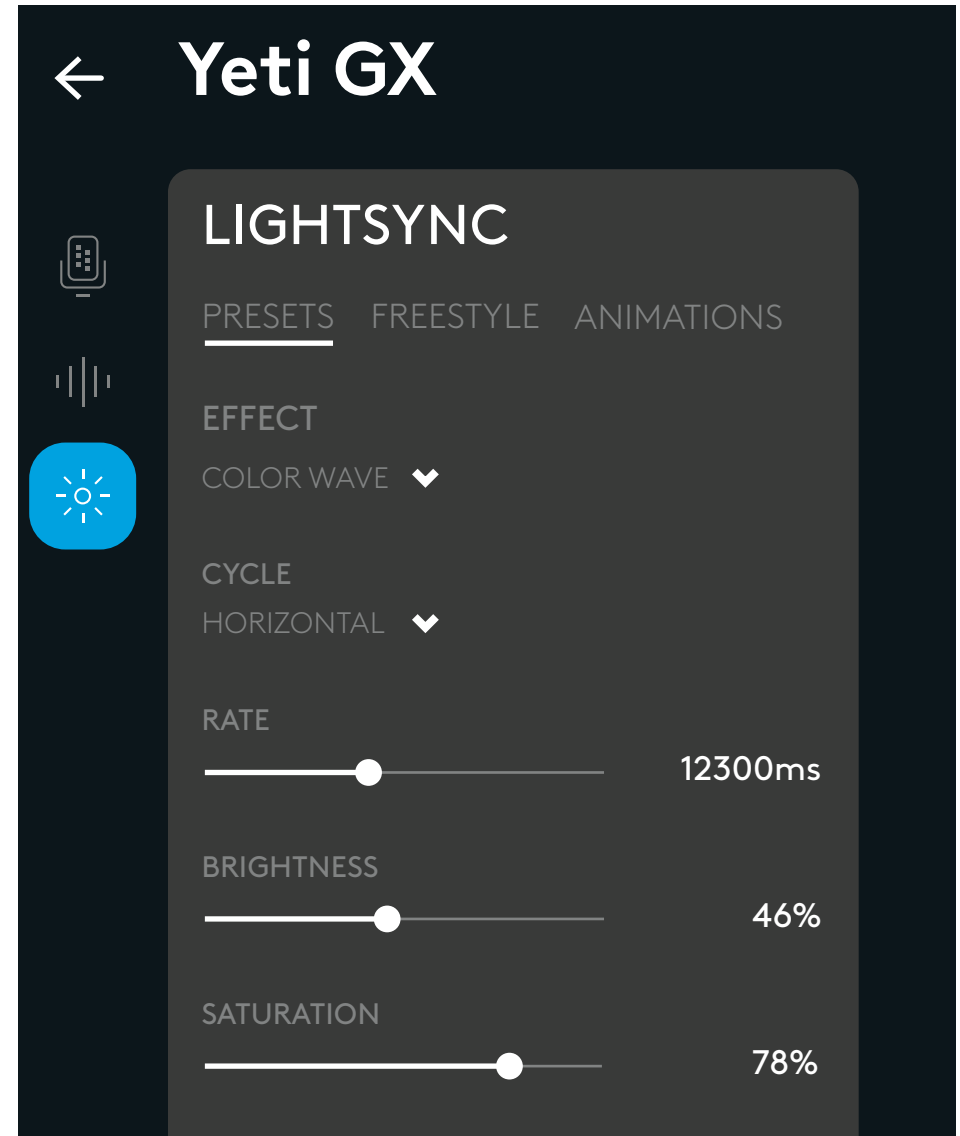 Yeti GX
LIGHTSYNC
PRESETS FREESTYLE ANIMATIONS
EFFECT
COLOR WAVE
CYCLE
HORIZONTAL
RATE
12300ms
BRIGHTNESS
46%
SATURATION
78%